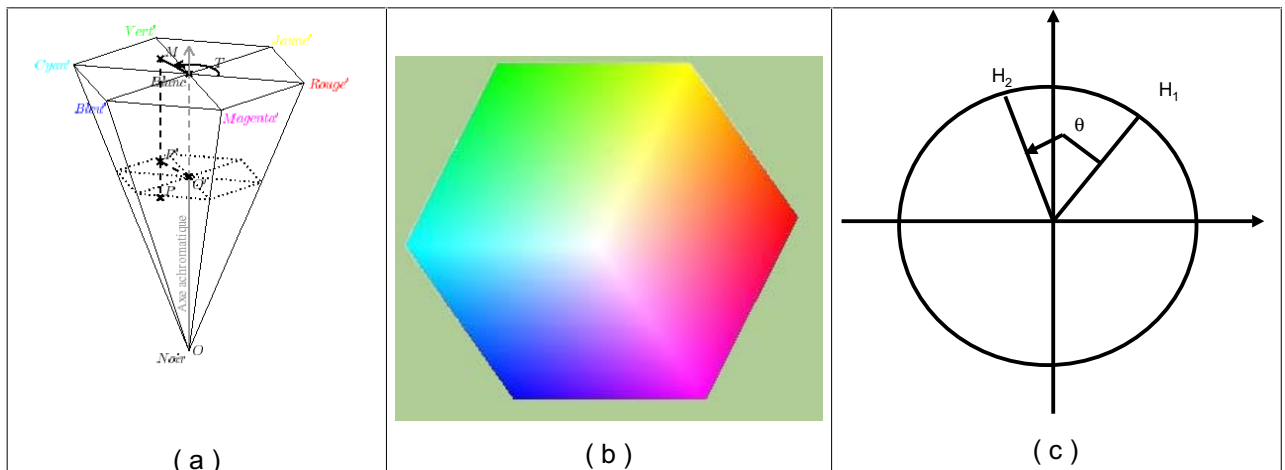 Vert'
Jaune'
M
T
Cyan'
Blanc
Rouge'
Bleu'
Magenta'
P'
O'
P
Axe achromatique
Noir O
( a )
( b )
H2
H1
θ
( c )